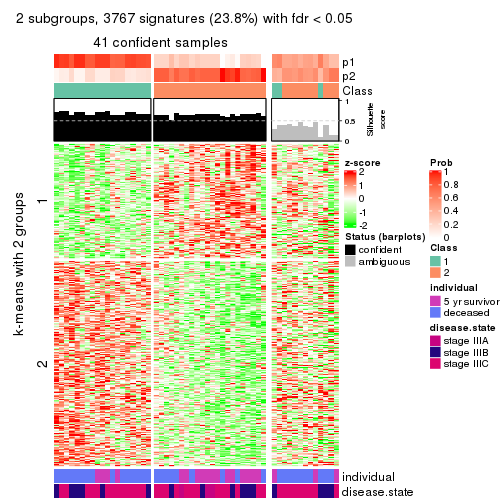 2 subgroups, 3767 signatures (23.8%) with fdr < 0.05
41 confident samples
p1
p2
Class
1
0.5
0
Silhouette
score
k-means with 2 groups
1
2
z-score
2
1
0
-1
-2
Status (barplots)
confident
ambiguous
Prob
1
0.8
0.6
0.4
0.2
0
Class
1
2
individual
5 yr survivor
deceased
disease.state
stage IIIA
stage IIIB
stage IIIC
individual
disease.state